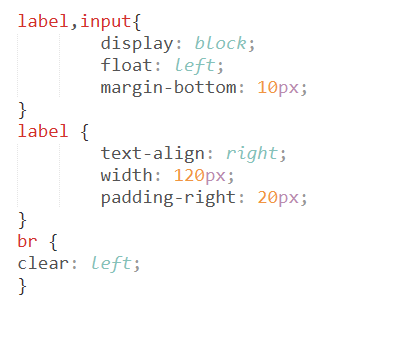 label,input{
        display: block;
        float: left;
        margin-bottom: 10px;
}
label {
        text-align: right;
        width: 120px;
        padding-right: 20px;
}
br {
clear: left;
}